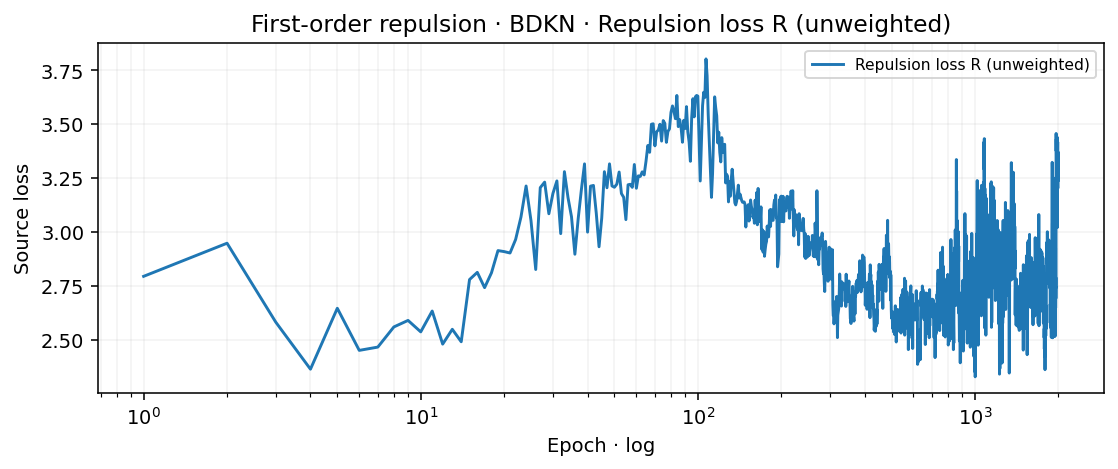 First-order repulsion · BDKN · Repulsion loss R (unweighted)
Repulsion loss R (unweighted)
Source loss
3.75
3.50
3.25
3.00
2.75
2.50
10⁰ 10¹ 10² 10³
Epoch · log